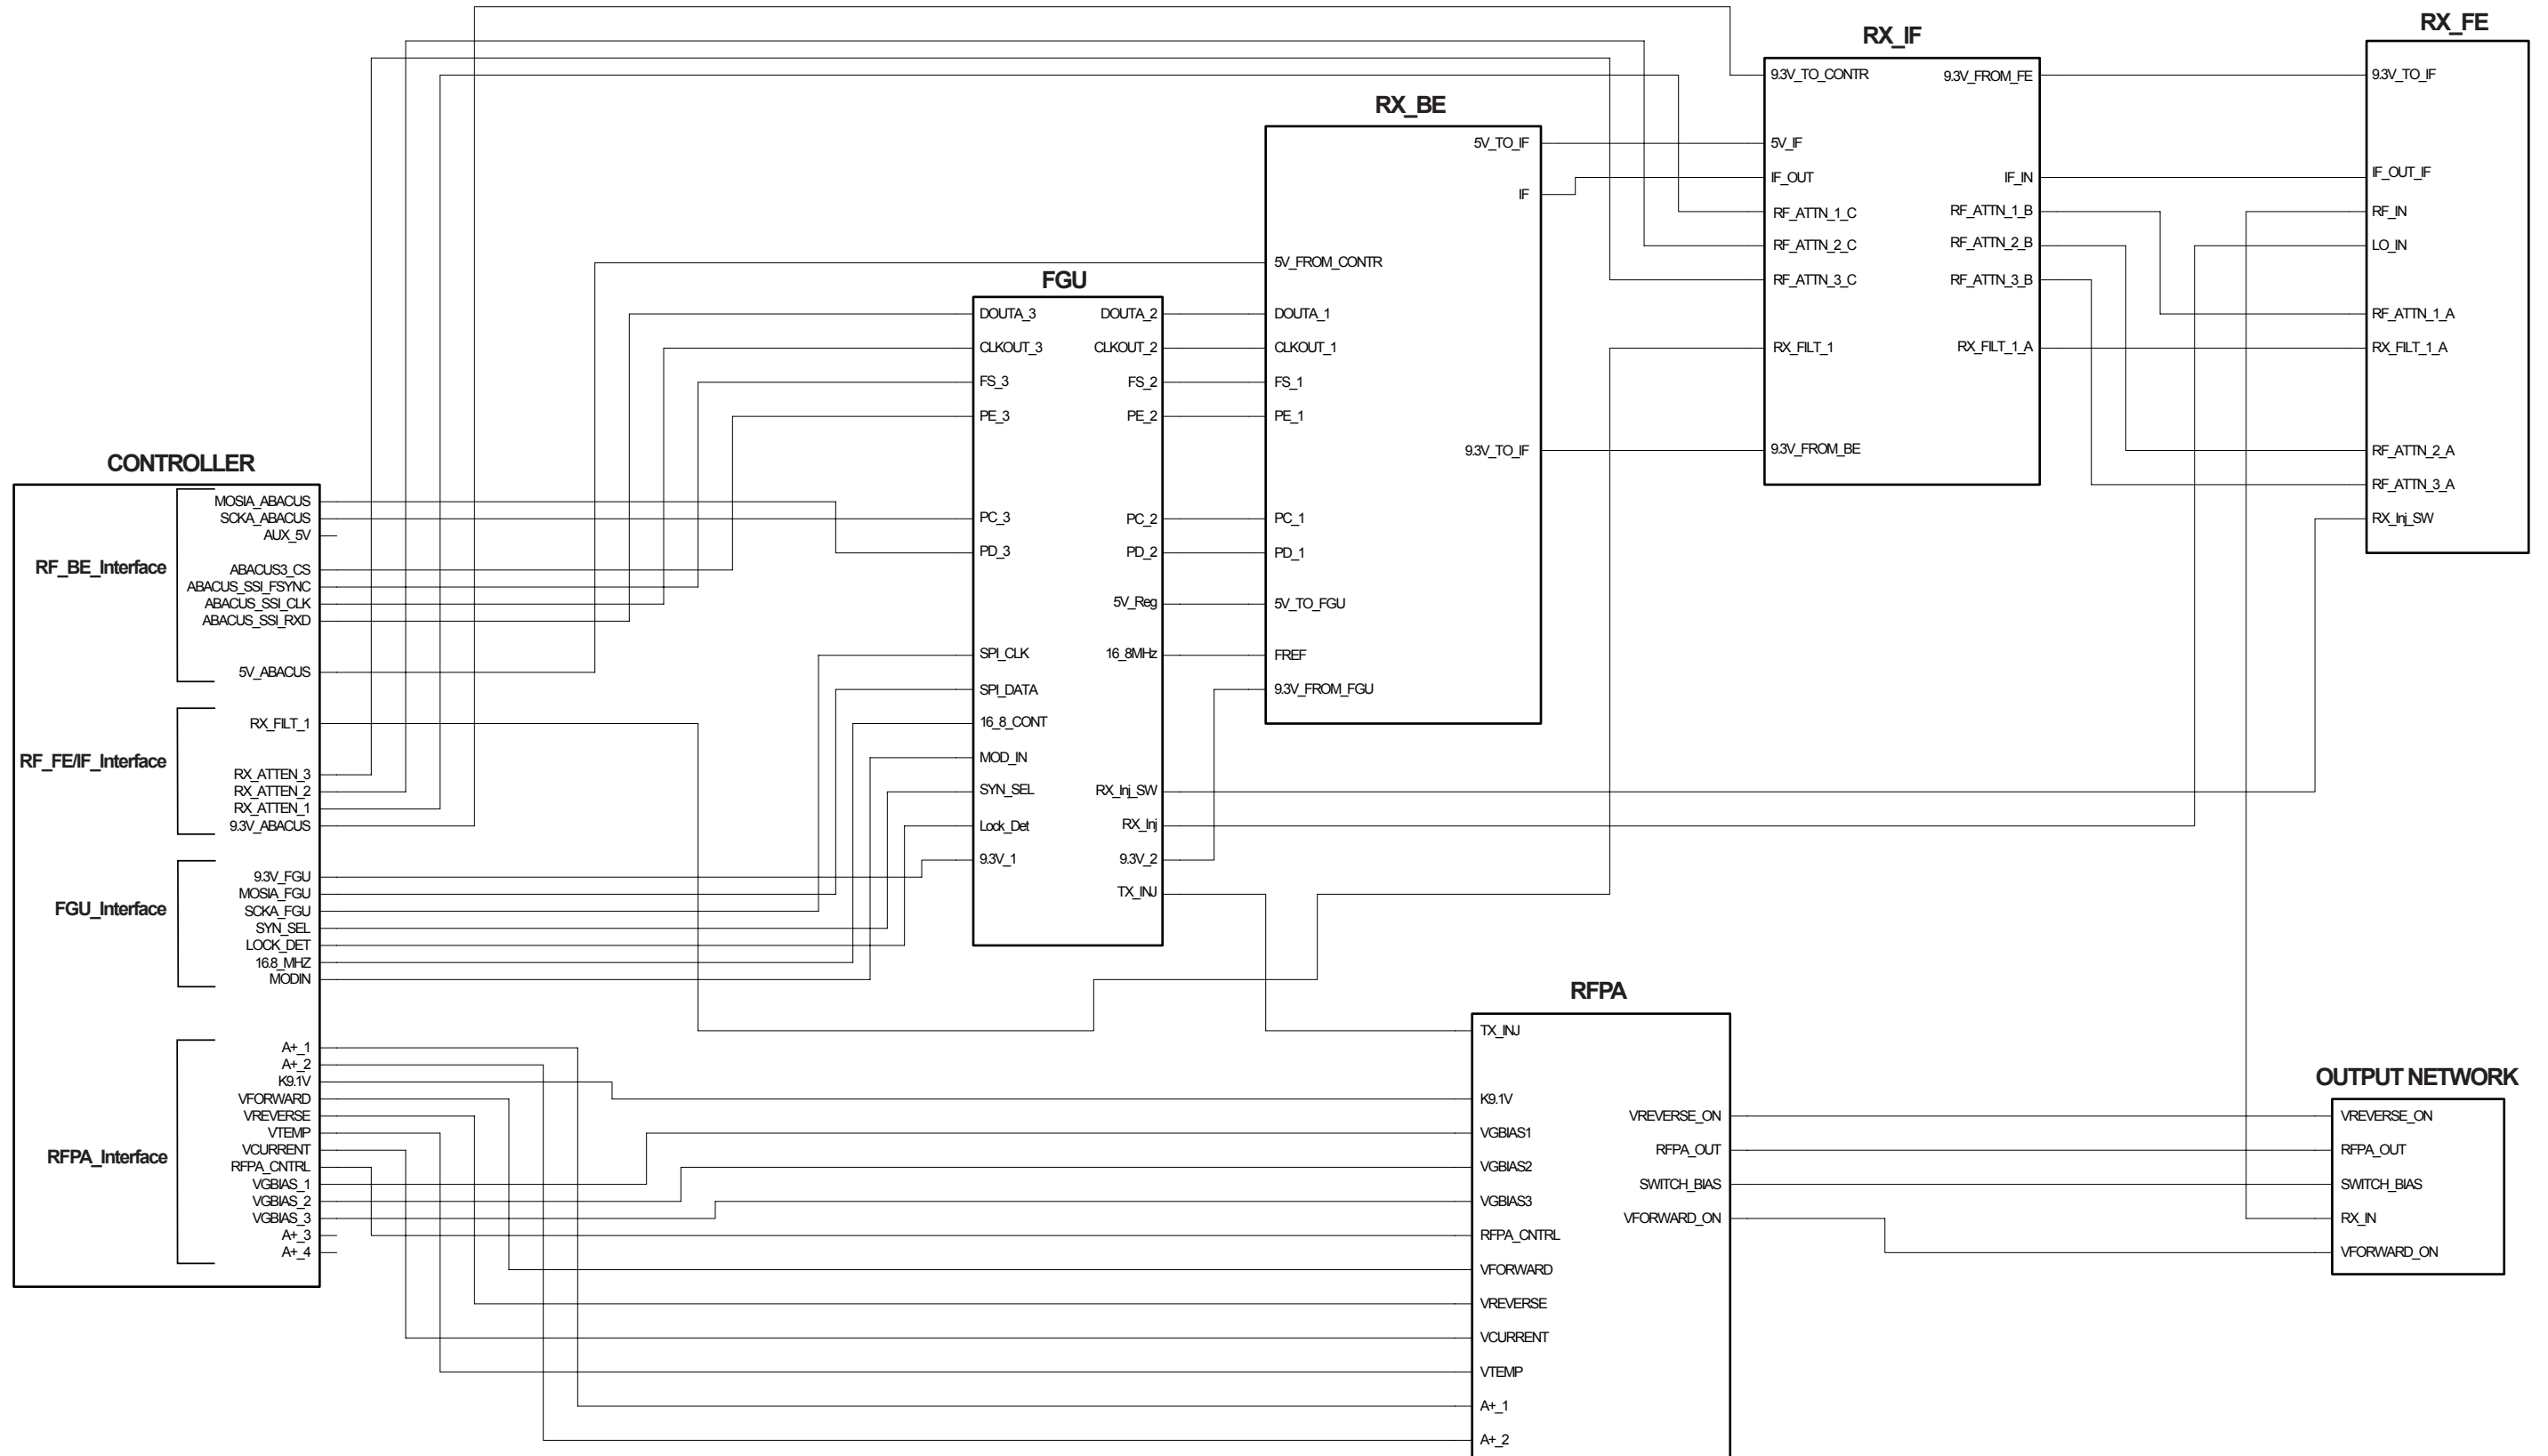 RX_FE
9.3V_TO_IF
IF_OUT_IF
RF_IN
LO_IN
RF_ATTN_1_A
RX_FILT_1_A
RF_ATTN_2_A
RF_ATTN_3_A
RX_Inj_SW
RX_IF
9.3V_TO_CONTR
9.3V_FROM_FE
5V_IF
IF_OUT
IF_IN
RF_ATTN_1_C
RF_ATTN_1_B
RF_ATTN_2_C
RF_ATTN_2_B
RF_ATTN_3_C
RF_ATTN_3_B
RX_FILT_1
RX_FILT_1_A
9.3V_FROM_BE
RX_BE
5V_TO_IF
IF
5V_FROM_CONTR
DOUTA_1
CLKOUT_1
FS_1
PE_1
9.3V_TO_IF
PC_1
PD_1
5V_TO_FGU
FREF
9.3V_FROM_FGU
FGU
DOUTA_3
DOUTA_2
CLKOUT_3
CLKOUT_2
FS_3
FS_2
PE_3
PE_2
PC_3
PC_2
PD_3
PD_2
5V_Reg
SPI_CLK
16_8MHz
SPI_DATA
16_8_CONT
MOD_IN
SYN_SEL
RX_Inj_SW
Lock_Det
RX_Inj
9.3V_1
9.3V_2
TX_INJ
CONTROLLER
RF_BE_Interface
MOSIA_ABACUS
SCKA_ABACUS
AUX_5V
ABACUS3_CS
ABACUS_SSI_FSYNC
ABACUS_SSI_CLK
ABACUS_SSI_RXD
5V_ABACUS
RF_FE/IF_Interface
RX_FILT_1
RX_ATTEN_3
RX_ATTEN_2
RX_ATTEN_1
9.3V_ABACUS
FGU_Interface
9.3V_FGU
MOSIA_FGU
SCKA_FGU
SYN_SEL
LOCK_DET
16.8_MHZ
MODIN
RFPA_Interface
A+_1
A+_2
K9.1V
VFORWARD
VREVERSE
VTEMP
VCURRENT
RFPA_CNTRL
VGBIAS_1
VGBIAS_2
VGBIAS_3
A+_3
A+_4
RFPA
TX_INJ
K9.1V
VGBIAS1
VGBIAS2
VGBIAS3
RFPA_CNTRL
VFORWARD
VREVERSE
VCURRENT
VTEMP
A+_1
A+_2
VREVERSE_ON
RFPA_OUT
SWITCH_BIAS
VFORWARD_ON
OUTPUT NETWORK
VREVERSE_ON
RFPA_OUT
SWITCH_BIAS
RX_IN
VFORWARD_ON